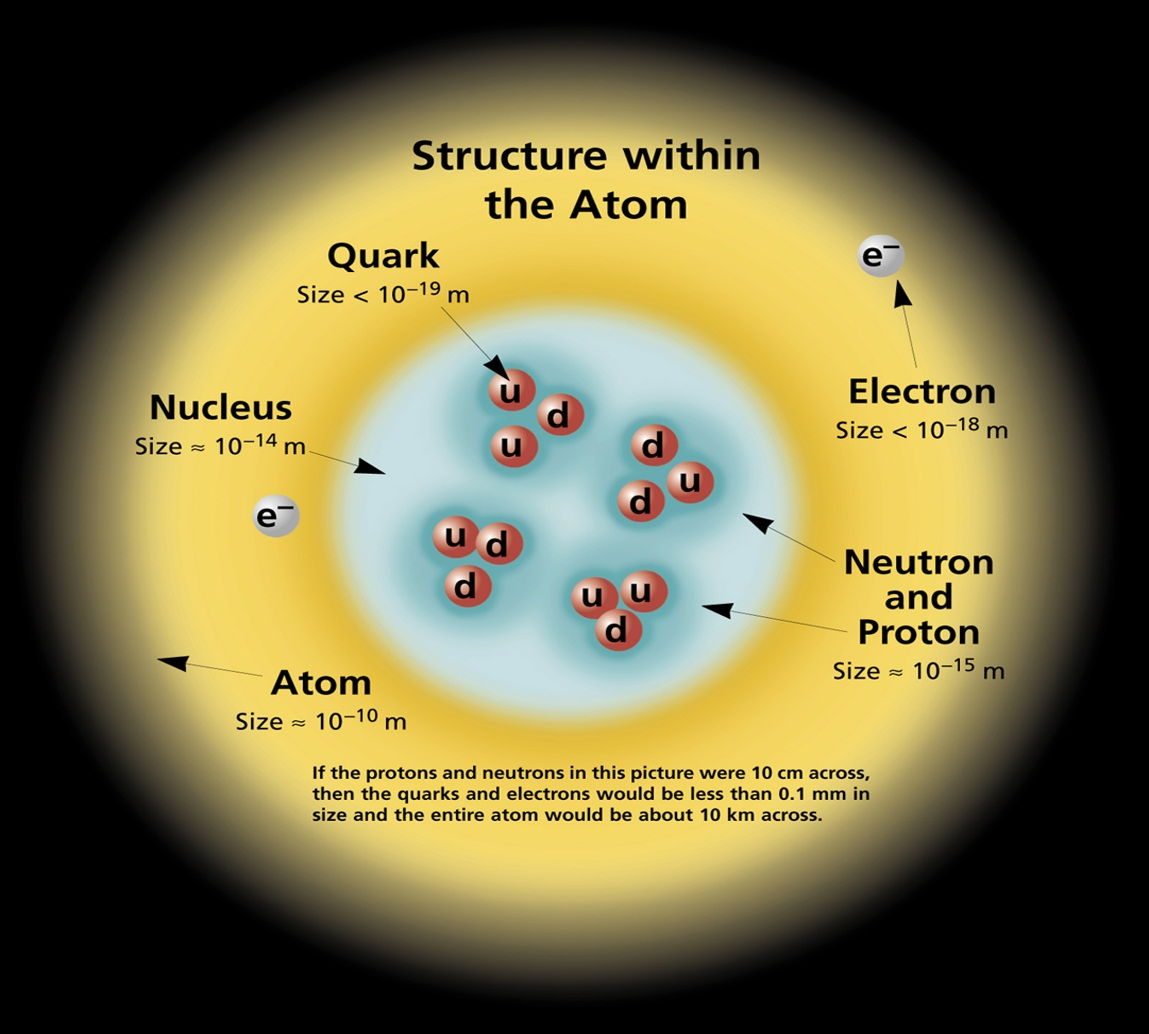 Structure within
the Atom
Quark
Size < 10⁻¹⁹ m
e⁻
Nucleus
Size ≈ 10⁻¹⁴ m
Electron
Size < 10⁻¹⁸ m
u
d
u
d
u
d
e⁻
u
d
d
u
u
d
Neutron
and
Proton
Size ≈ 10⁻¹⁵ m
Atom
Size ≈ 10⁻¹⁰ m
If the protons and neutrons in this picture were 10 cm across,
then the quarks and electrons would be less than 0.1 mm in
size and the entire atom would be about 10 km across.